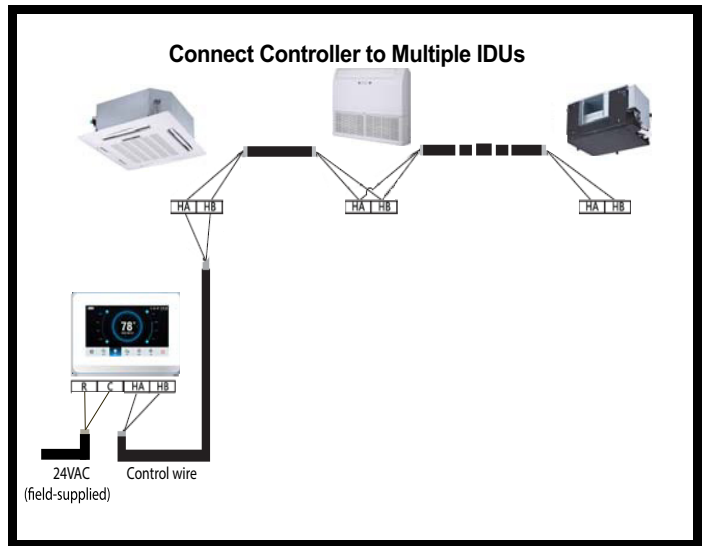 Connect Controller to Multiple IDUs
HA HB
HA HB
HA HB
78°
R C HA HB
24VAC
(field-supplied)
Control wire